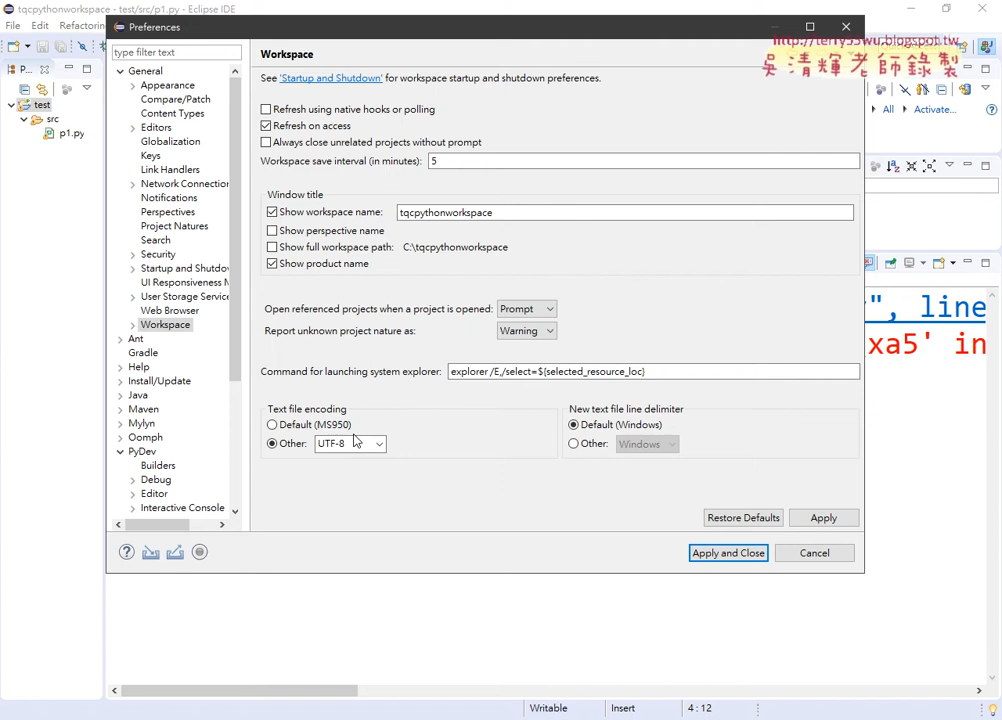 tqcpythonworkspace - test/src/p1.py - Eclipse IDE
File Edit Refactorin
Preferences
http://terry55wu.blogspot.tw
吳清輝老師錄製
P...
test
src
p1.py
type filter text
General
Appearance
Compare/Patch
Content Types
Editors
Globalization
Keys
Link Handlers
Network Connection
Notifications
Perspectives
Project Natures
Search
Security
Startup and Shutdo
UI Responsiveness M
User Storage Service
Web Browser
Workspace
Ant
Gradle
Help
Install/Update
Java
Maven
Mylyn
Oomph
PyDev
Builders
Debug
Editor
Interactive Console
Workspace
See 'Startup and Shutdown' for workspace startup and shutdown preferences.
Refresh using native hooks or polling
Refresh on access
Always close unrelated projects without prompt
Workspace save interval (in minutes): 5
Window title
Show workspace name: tqcpythonworkspace
Show perspective name
Show full workspace path: C:\tqcpythonworkspace
Show product name
Open referenced projects when a project is opened: Prompt
Report unknown project nature as: Warning
Command for launching system explorer: explorer /E,/select=${selected_resource_loc}
Text file encoding
Default (MS950)
Other: UTF-8
New text file line delimiter
Default (Windows)
Other: Windows
Restore Defaults Apply
Apply and Close Cancel
All Activate...
", line
xa5' in
Writable Insert 4 : 12